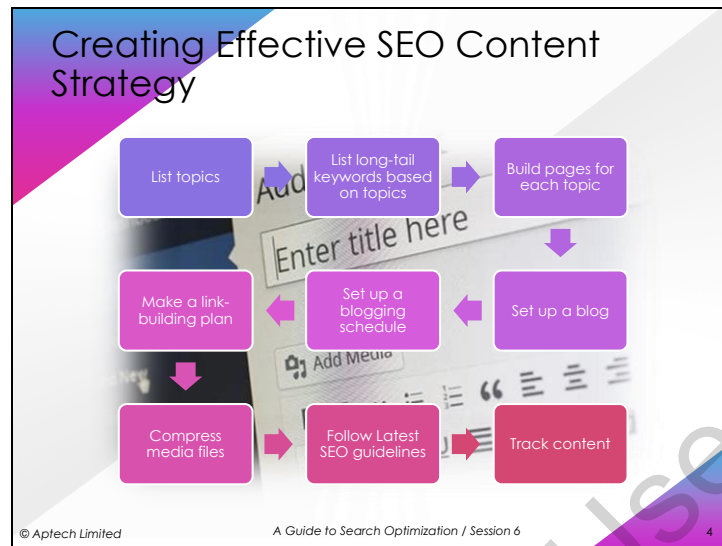 Creating Effective SEO Content
Strategy
List topics
List long-tail
keywords based
on topics
Build pages for
each topic
Add
Enter title here
Make a link-
building plan
Set up a
blogging
schedule
Set up a blog
Add Media
Compress
media files
Follow Latest
SEO guidelines
Track content
© Aptech Limited
A Guide to Search Optimization / Session 6
4
Use